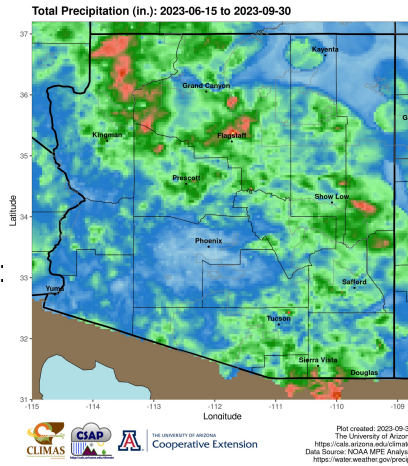 Total Precipitation (in.): 2023-06-15 to 2023-09-30
37
36
35
34
33
32
31
Latitude
Kayenta
Grand Canyon
Kingman
Flagstaff
Prescott
Show Low
Phoenix
Safford
Yuma
Tucson
Sierra Vista
Douglas
-115 -114 -113 -112 -111 -110 -109
Longitude
CLIMAS
CSAP
A
THE UNIVERSITY OF ARIZONA
Cooperative Extension
Plot created: 2023-09-3
The University of Arizor
https://cals.arizona.edu/climate
Data Source: NOAA MPE Analys
https://water.weather.gov/precip